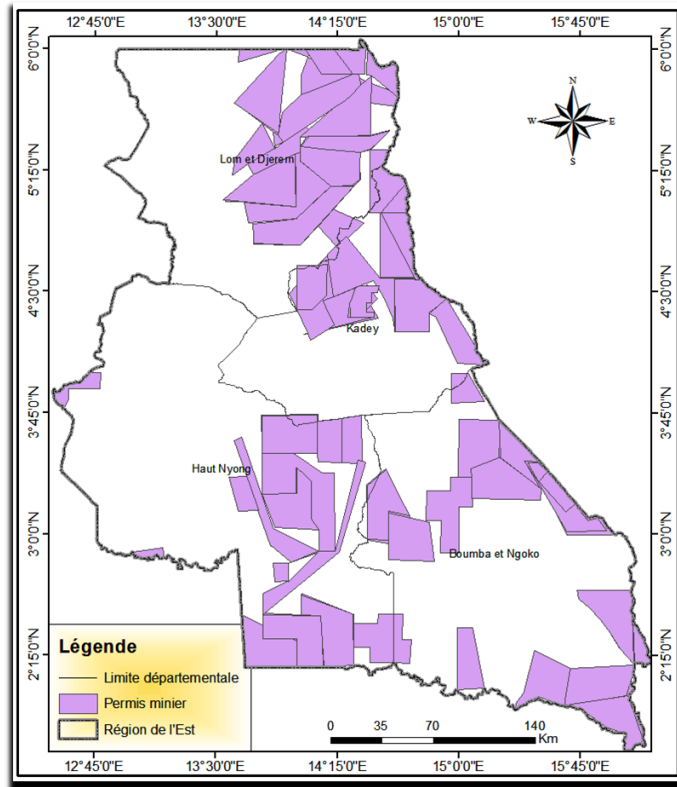 12°45'0"E 13°30'0"E 14°15'0"E 15°0'0"E 15°45'0"E
6°0'0"N 6°0'0"N
N
W E
S
Lom et Djerem
5°15'0"N 5°15'0"N
4°30'0"N 4°30'0"N
Kadey
3°45'0"N 3°45'0"N
Haut Nyong
3°0'0"N 3°0'0"N
Boumba et Ngoko
2°15'0"N 2°15'0"N
Légende
Limite départementale
Permis minier
Région de l'Est
0 35 70 140
Km
12°45'0"E 13°30'0"E 14°15'0"E 15°0'0"E 15°45'0"E